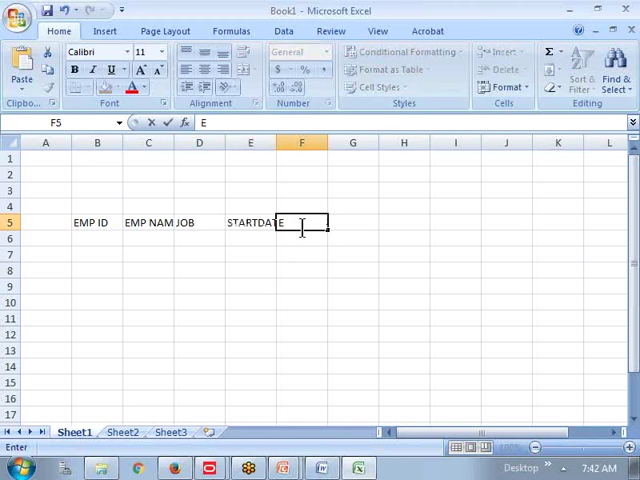 Book1 - Microsoft Excel
Home Insert Page Layout Formulas Data Review View Acrobat
Calibri 11 General Conditional Formatting Insert
Paste B I U A Format as Table Delete Sort & Find &
$ % , Cell Styles Format Filter Select
Clipboard Font Alignment Number Styles Cells Editing
F5 fx E
A B C D E F G H I J K L
1
2
3
4
5 EMP ID EMP NAM JOB STARTDATE
6
7
8
9
10
11
12
13
14
15
16
17
Sheet1 Sheet2 Sheet3
Enter 100%
Desktop 7:42 AM